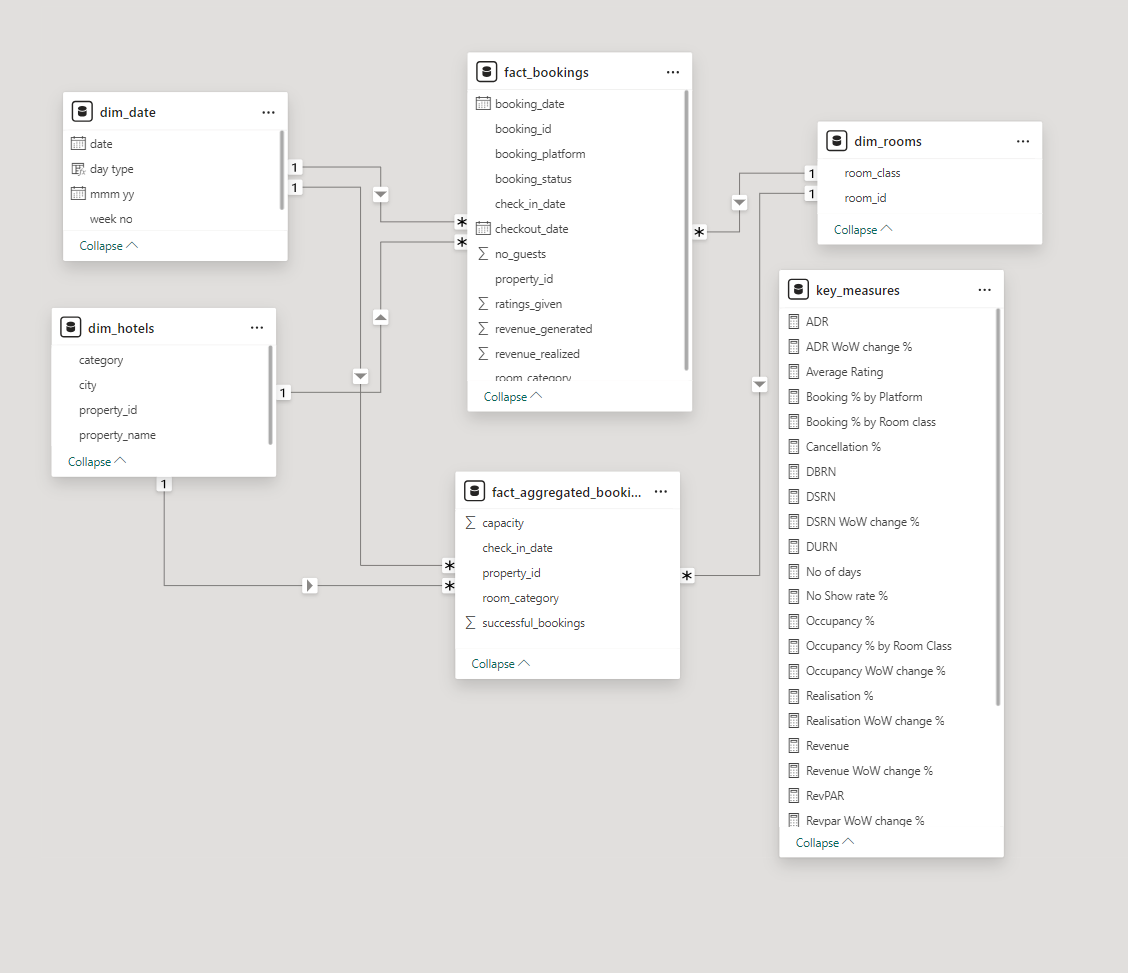 dim_date
date
day type
mmm yy
week no
Collapse
dim_hotels
category
city
property_id
property_name
Collapse
fact_bookings
booking_date
booking_id
booking_platform
booking_status
check_in_date
checkout_date
no_guests
property_id
ratings_given
revenue_generated
revenue_realized
room_category
Collapse
fact_aggregated_booki...
capacity
check_in_date
property_id
room_category
successful_bookings
Collapse
dim_rooms
room_class
room_id
Collapse
key_measures
ADR
ADR WoW change %
Average Rating
Booking % by Platform
Booking % by Room class
Cancellation %
DBRN
DSRN
DSRN WoW change %
DURN
No of days
No Show rate %
Occupancy %
Occupancy % by Room Class
Occupancy WoW change %
Realisation %
Realisation WoW change %
Revenue
Revenue WoW change %
RevPAR
Revpar WoW change %
Collapse
1
1
*
*
1
1
*
*
1
1
*
1
*
*